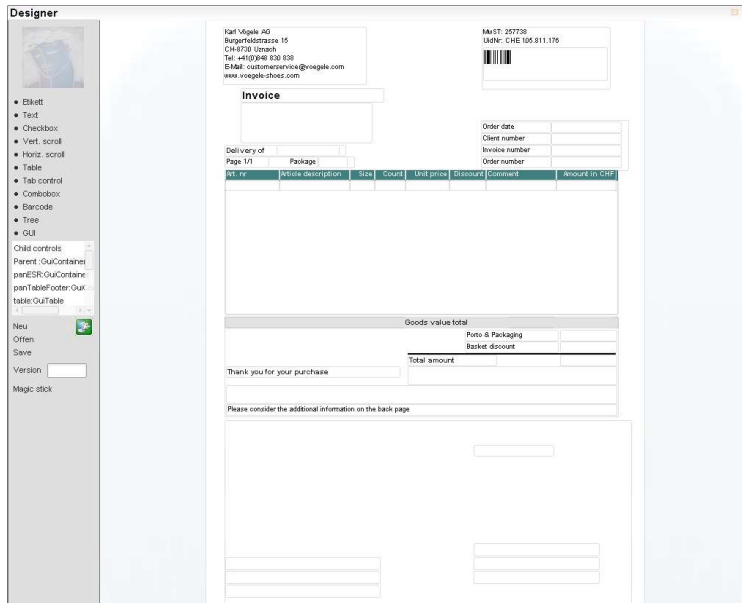 Designer
Etikett
Text
Checkbox
Vert. scroll
Horiz. scroll
Table
Tab control
Combobox
Barcode
Tree
GUI
Child controls
Parent :GuiContainer
panESR:GuiContaine
panTableFooter:GuiC
table:GuiTable
Neu
Offen
Save
Version
Magic stick
Karl Vögele AG
Burgerfeldstrasse 15
CH-8730 Uznach
Tel: +41(0)848 830 838
E-Mail: customerservice@voegele.com
www.voegele-shoes.com
MwST: 257738
UidNr: CHE 105.811.176
Invoice
Order date
Client number
Delivery of Invoice number
Page 1/1 Package Order number
Art. nr Article description Size Count Unit price Discount Comment Amount in CHF
Goods value total
Porto & Packaging
Basket discount
Total amount
Thank you for your purchase
Please consider the additional information on the back page